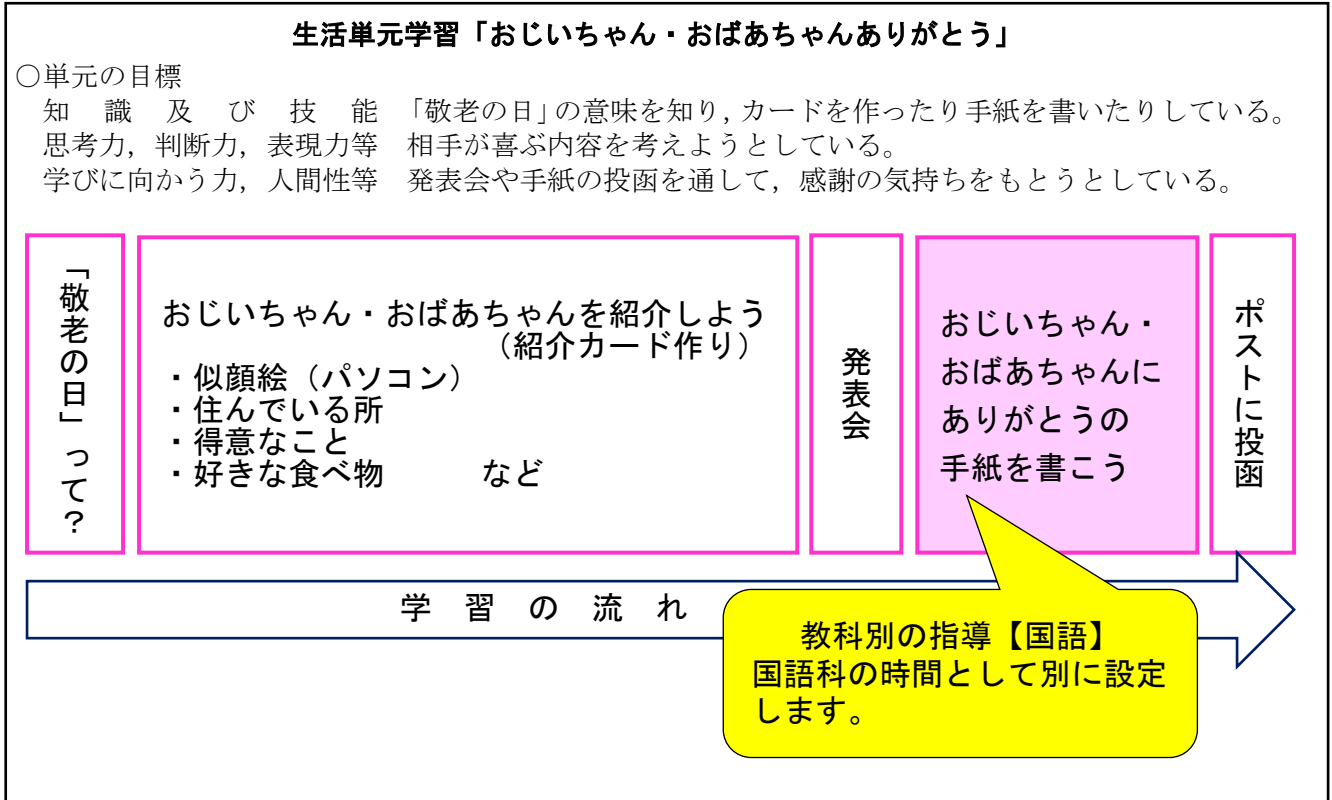 生活単元学習「おじいちゃん・おばあちゃんありがとう」
○単元の目標
知識及び技能 「敬老の日」の意味を知り，カードを作ったり手紙を書いたりしている。
思考力，判断力，表現力等 相手が喜ぶ内容を考えようとしている。
学びに向かう力，人間性等 発表会や手紙の投函を通して，感謝の気持ちをもとうとしている。
「敬老の日」って？
おじいちゃん・おばあちゃんを紹介しよう
（紹介カード作り）
・似顔絵（パソコン）
・住んでいる所
・得意なこと
・好きな食べ物 など
発表会
おじいちゃん・
おばあちゃんに
ありがとうの
手紙を書こう
ポストに投函
学習の流れ
教科別の指導【国語】
国語科の時間として別に設定
します。